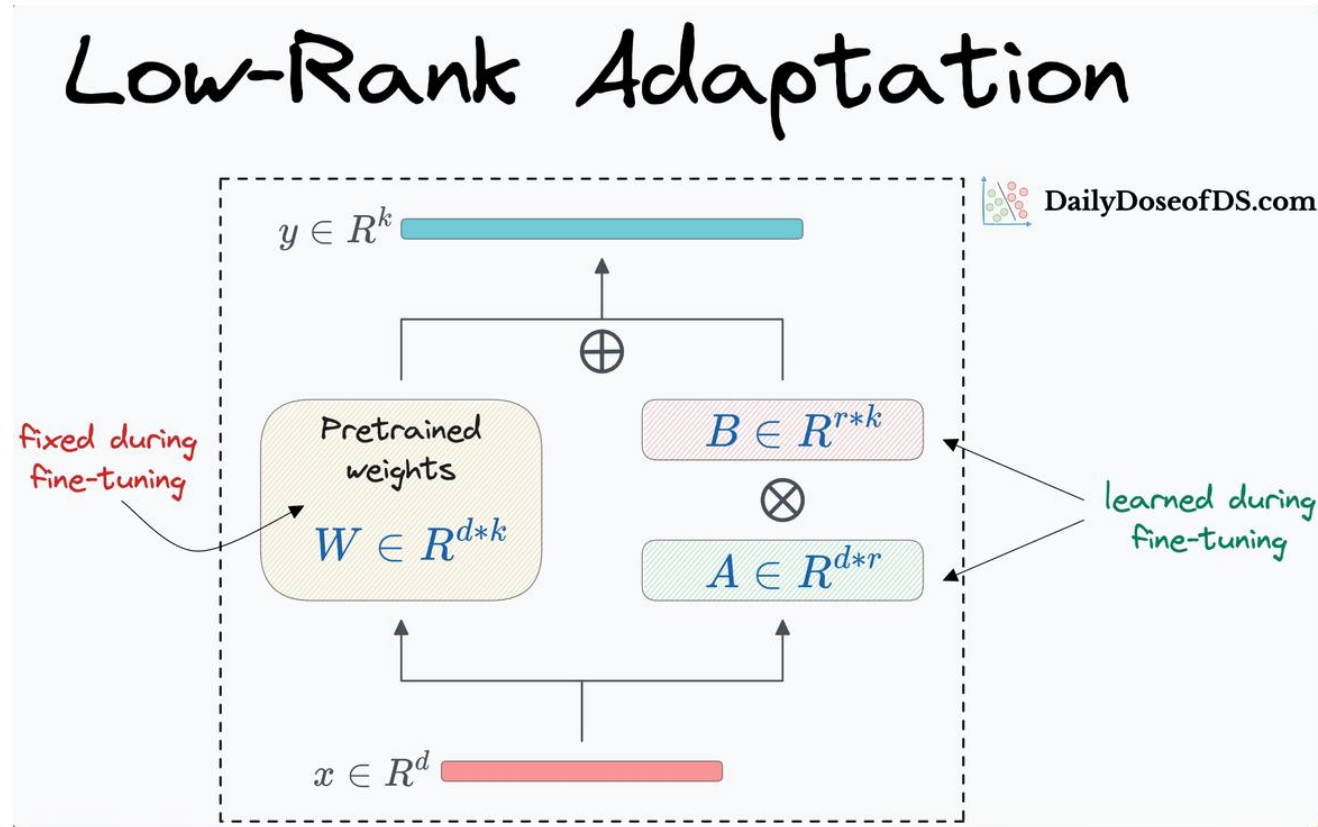 Low-Rank Adaptation
DailyDoseofDS.com
y ∈ R^k
fixed during
fine-tuning
Pretrained
weights
W ∈ R^{d*k}
B ∈ R^{r*k}
A ∈ R^{d*r}
learned during
fine-tuning
x ∈ R^d